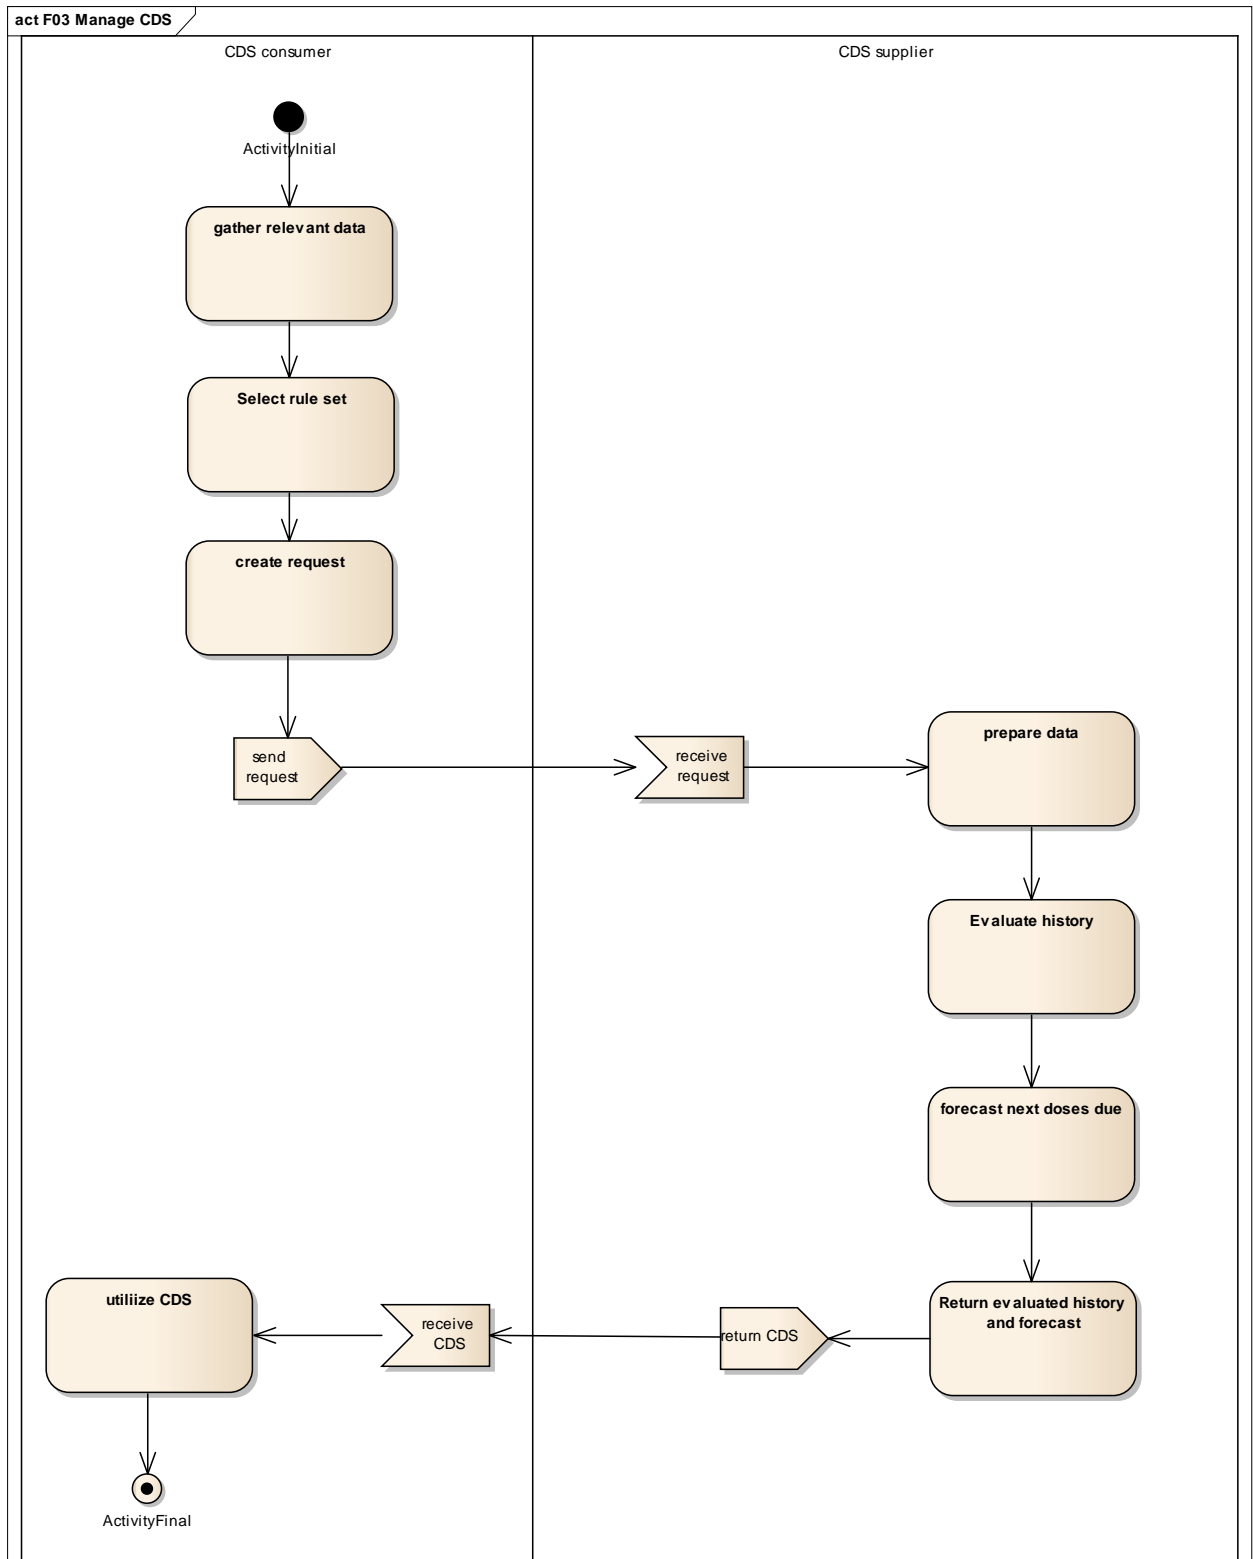 act F03 Manage CDS
CDS consumer
CDS supplier
ActivityInitial
gather relevant data
Select rule set
create request
send
request
receive
request
prepare data
Evaluate history
forecast next doses due
Return evaluated history
and forecast
return CDS
receive
CDS
utiliize CDS
ActivityFinal